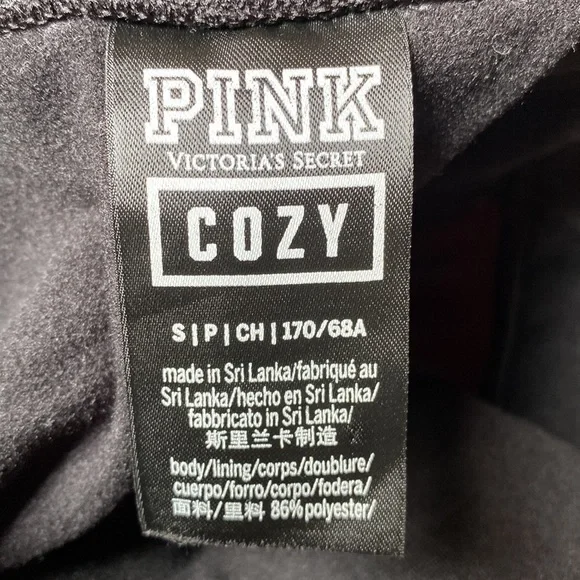 PINK
VICTORIA'S SECRET
COZY
S|P|CH|170/68A
made in Sri Lanka/fabriqué au
Sri Lanka/hecho en Sri Lanka/
fabbricato in Sri Lanka/
斯里兰卡制造
body/lining/corps/doublure/
cuerpo/forro/corpo/fodera/
面料/里料 86% polyester/